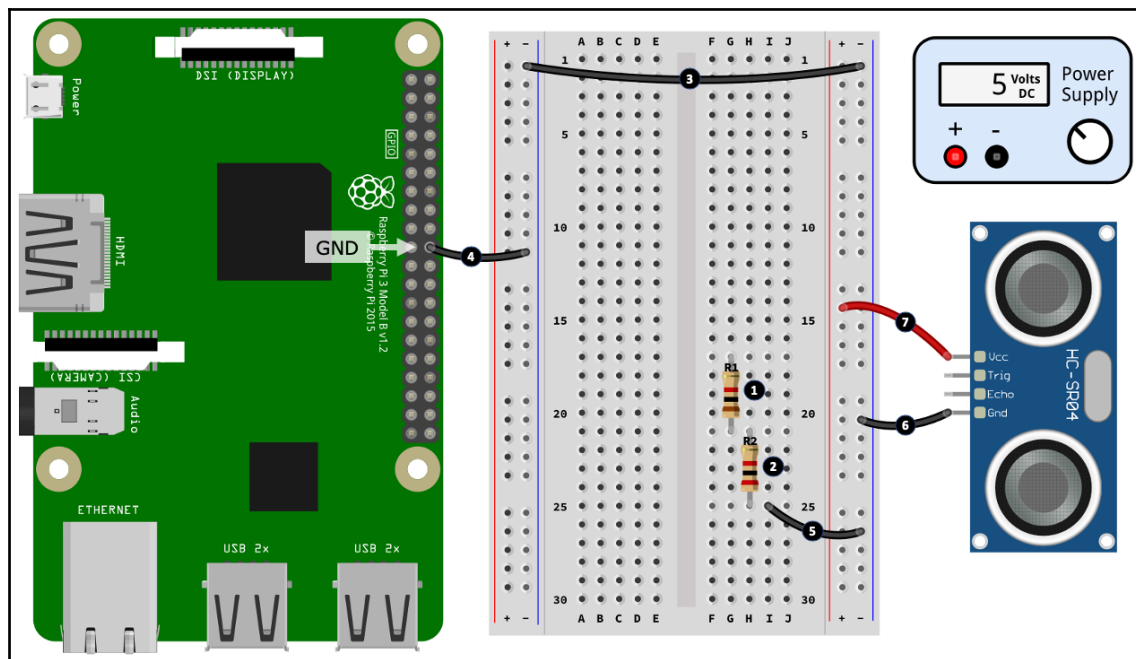 DSI (DISPLAY)
Power
HDMI
CSI (CAMERA)
Audio
ETHERNET
USB 2x
USB 2x
GPIO
Raspberry Pi 3 Model B v1.2
© Raspberry Pi 2015
GND
4
+ −
A B C D E
F G H I J
+ −
1
1
3
5
5
10
10
15
15
20
20
25
25
30
30
R1
1
R2
2
5
6
7
+ −
A B C D E
F G H I J
+ −
5 Volts
DC
Power
Supply
+ -
Vcc
Trig
Echo
Gnd
HC-SR04